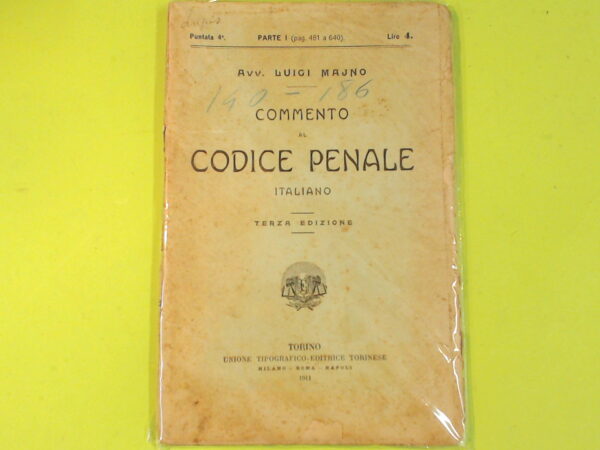 Puntata 4ª. PARTE I (pag. 481 a 640). Lire 4.
AVV. LUIGI MAJNO
140 = 186
COMMENTO
AL
CODICE PENALE
ITALIANO
TERZA EDIZIONE
TORINO
UNIONE TIPOGRAFICO-EDITRICE TORINESE
MILANO - ROMA - NAPOLI
1911